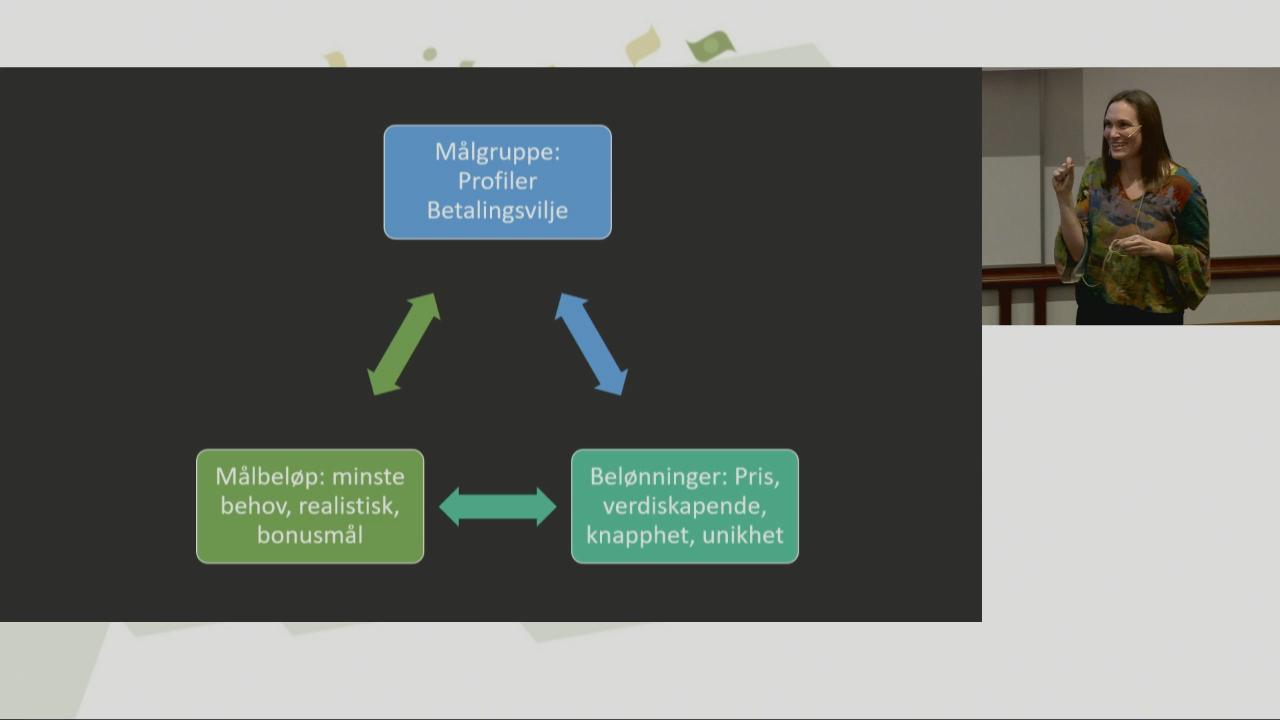 Målgruppe:
Profiler
Betalingsvilje
Målbeløp: minste
behov, realistisk,
bonusmål
Belønninger: Pris,
verdiskapende,
knapphet, unikhet